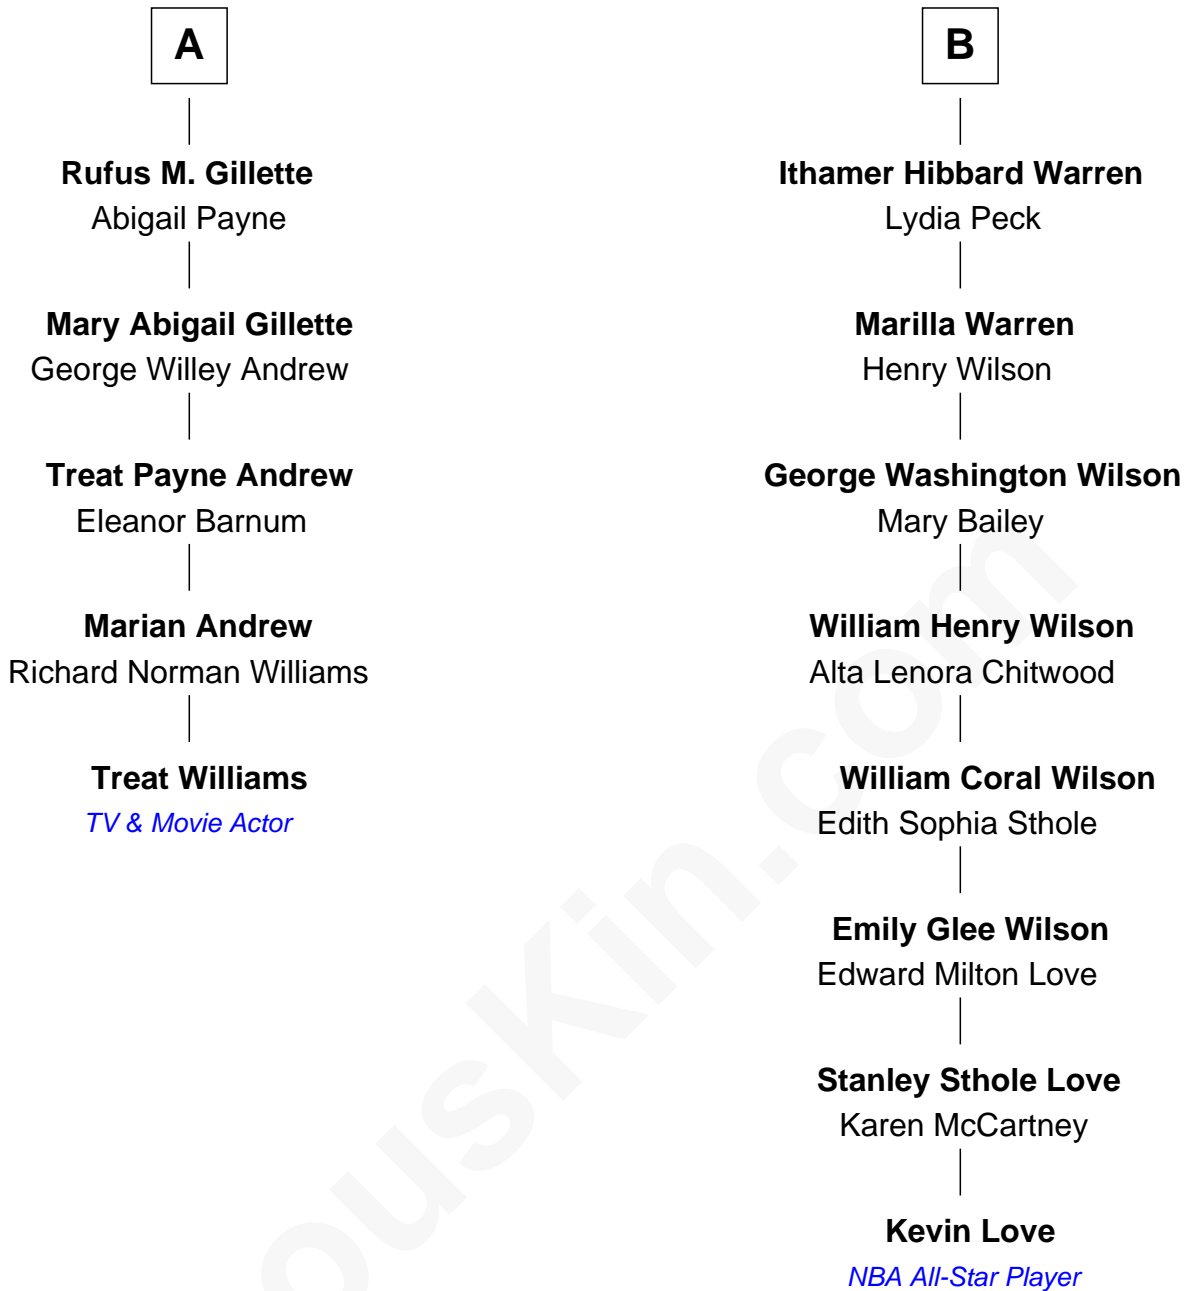 A
Rufus M. Gillette
Abigail Payne
Mary Abigail Gillette
George Willey Andrew
Treat Payne Andrew
Eleanor Barnum
Marian Andrew
Richard Norman Williams
Treat Williams
TV & Movie Actor
B
Ithamer Hibbard Warren
Lydia Peck
Marilla Warren
Henry Wilson
George Washington Wilson
Mary Bailey
William Henry Wilson
Alta Lenora Chitwood
William Coral Wilson
Edith Sophia Sthole
Emily Glee Wilson
Edward Milton Love
Stanley Sthole Love
Karen McCartney
Kevin Love
NBA All-Star Player
ousKin.com